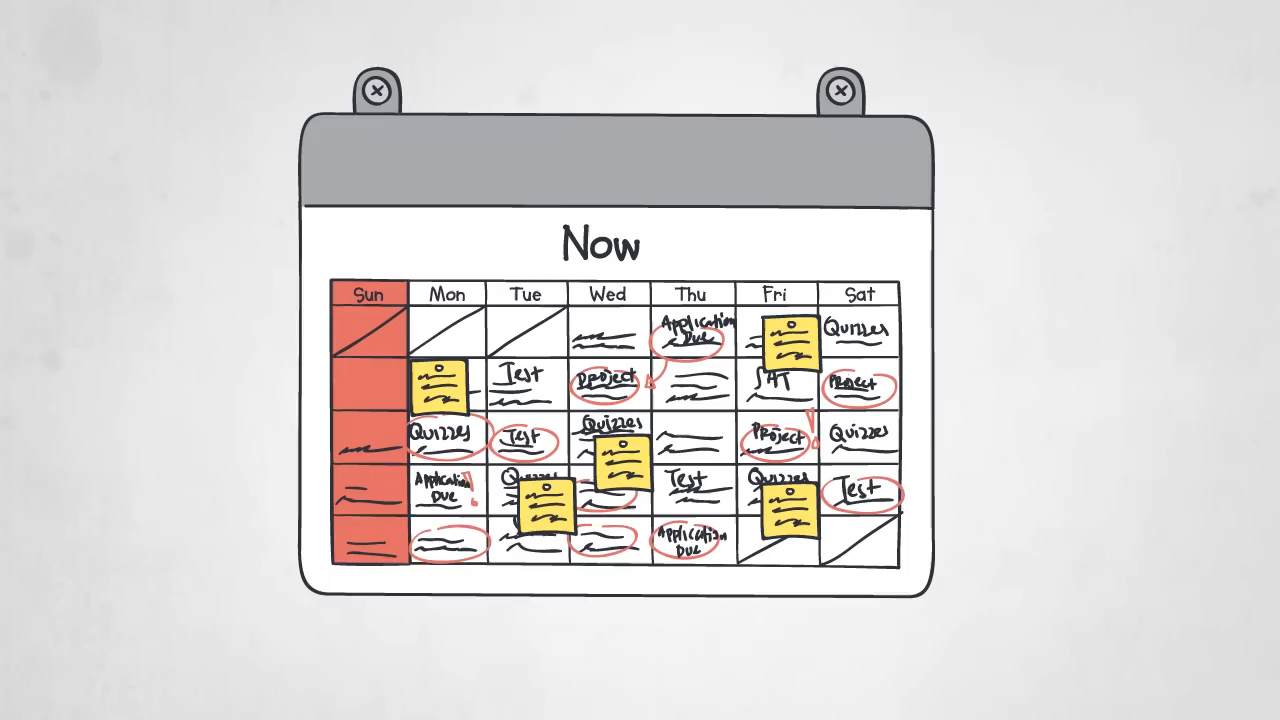 Now
Sun Mon Tue Wed Thu Fri Sat
Application
Due
Quizzes
Test
Project
SAT
Project
Quizzes
Test
Quizzes
Project
!
Quizzes
Application
Due
!
Quizzes
Test
Quizzes
Test
Application
Due